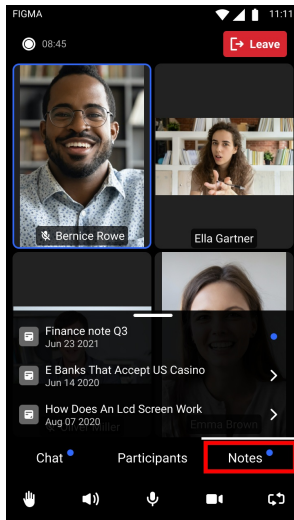 FIGMA
11:11
08:45
Leave
Bernice Rowe
Ella Gartner
Finance note Q3
Jun 23 2021
E Banks That Accept US Casino
Jun 14 2020
How Does An Lcd Screen Work
Aug 07 2020
Oliver Miller
Emma Brown
Chat
Participants
Notes